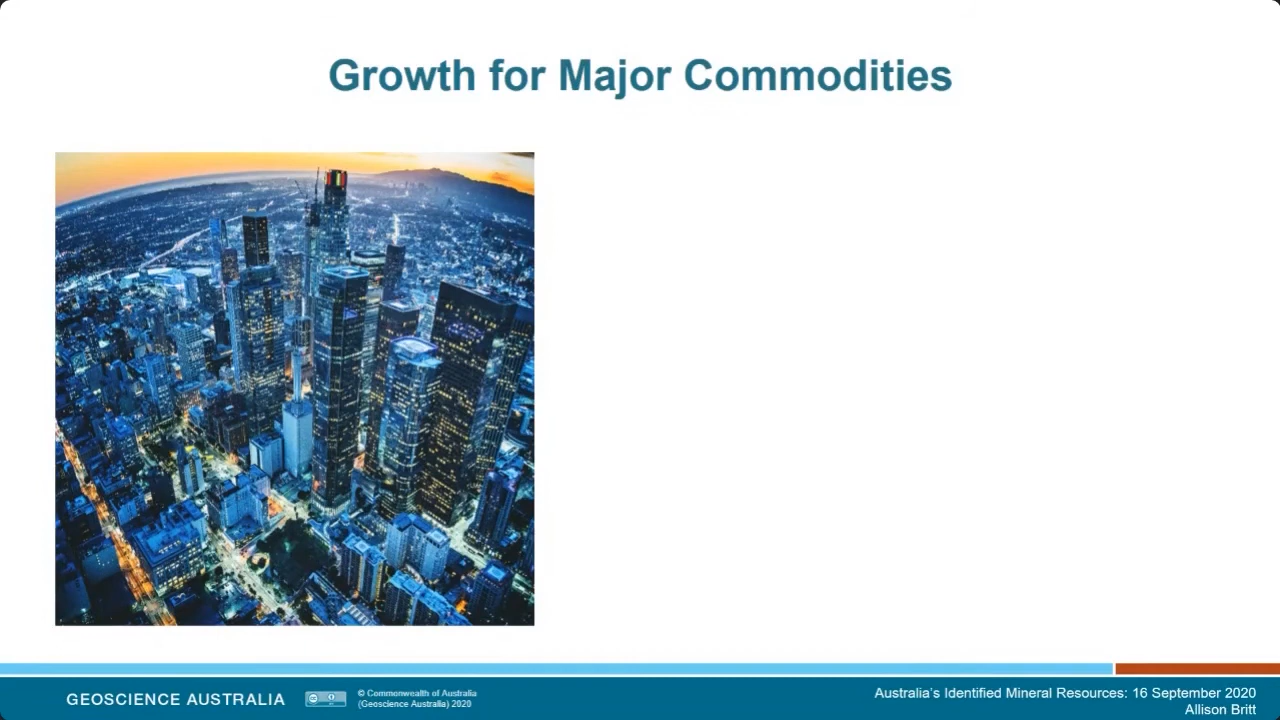 Growth for Major Commodities
GEOSCIENCE AUSTRALIA
© Commonwealth of Australia
(Geoscience Australia) 2020
Australia's Identified Mineral Resources: 16 September 2020
Allison Britt